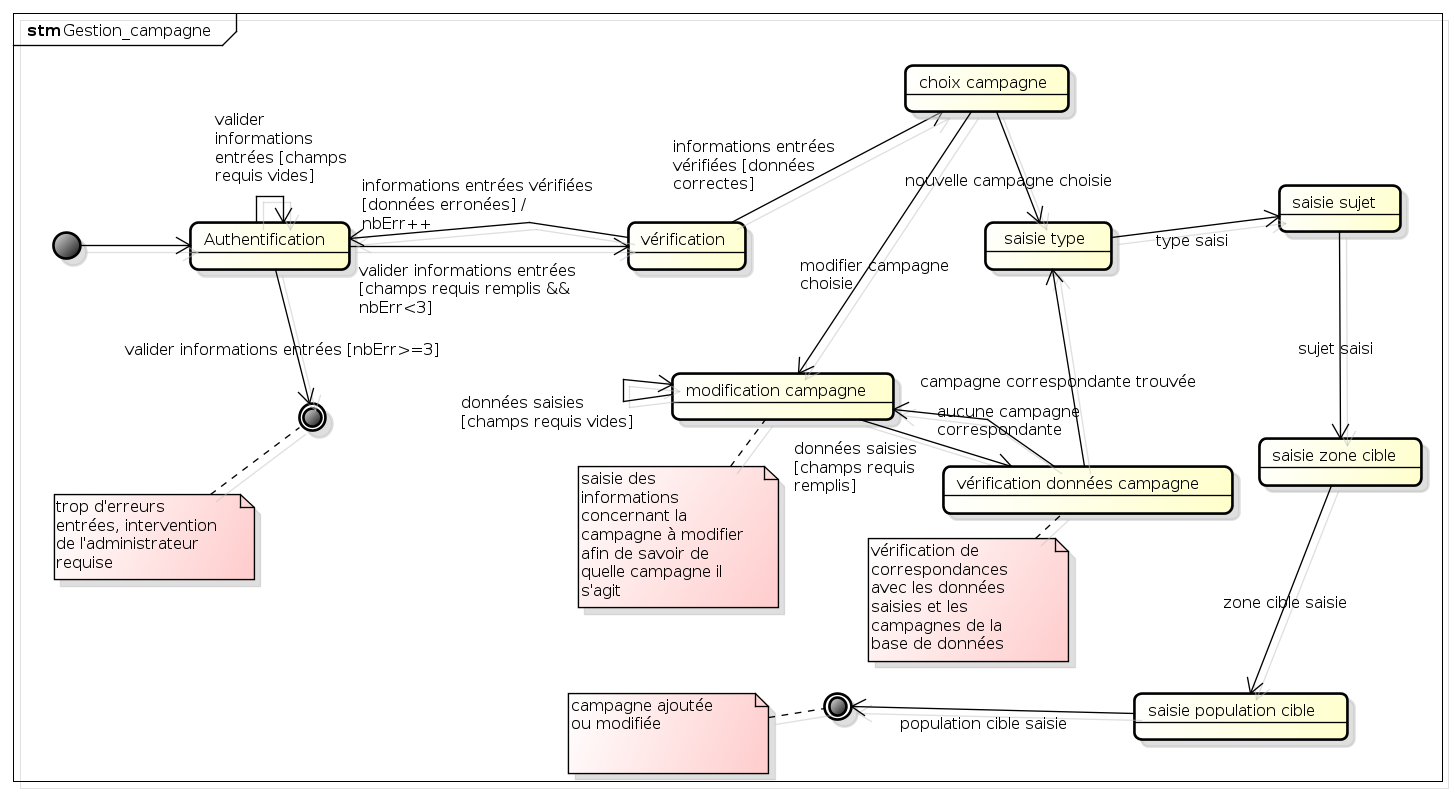 stm Gestion_campagne
choix campagne
valider
informations
entrées [champs
requis vides]
informations entrées
vérifiées [données
correctes]
informations entrées vérifiées
[données erronées] /
nbErr++
nouvelle campagne choisie
saisie sujet
Authentification
vérification
saisie type
type saisi
valider informations entrées
[champs requis remplis &&
nbErr<3]
modifier campagne
choisie
valider informations entrées [nbErr>=3]
sujet saisi
modification campagne
campagne correspondante trouvée
données saisies
[champs requis vides]
aucune campagne
correspondante
données saisies
[champs requis
remplis]
saisie zone cible
vérification données campagne
saisie des
informations
concernant la
campagne à modifier
afin de savoir de
quelle campagne il
s'agit
trop d'erreurs
entrées, intervention
de l'administrateur
requise
vérification de
correspondances
avec les données
saisies et les
campagnes de la
base de données
zone cible saisie
campagne ajoutée
ou modifiée
population cible saisie
saisie population cible